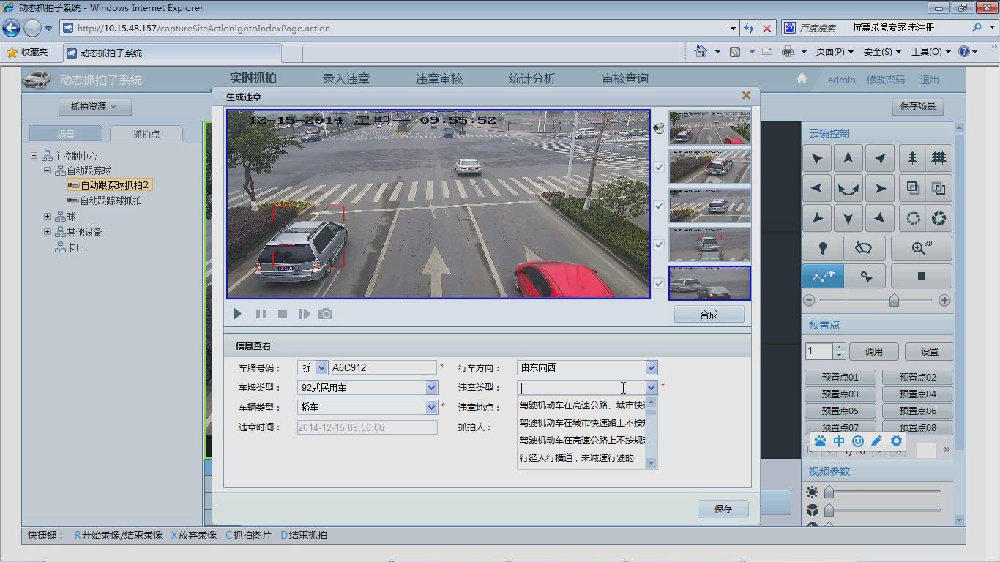 动态抓拍子系统 - Windows Internet Explorer
http://10.15.48.157/captureSiteAction!gotoIndexPage.action
百度搜索
屏幕录像专家 未注册
收藏夹
动态抓拍子系统
页面(P)
安全(S)
工具(O)
动态抓拍子系统
实时抓拍
录入违章
违章审核
统计分析
审核查询
admin
修改密码
退出
抓拍资源
保存场景
场景
抓拍点
主控制中心
自动跟踪球
自动跟踪球抓拍2
自动跟踪球抓拍
球
其他设备
卡口
生成违章
12-15-2014 星期一 09:55:52
合成
信息查看
车牌号码：
浙
A6C912
*
行车方向：
由东向西
车牌类型：
92式民用车
违章类型：
*
车辆类型：
轿车
*
违章地点：
违章时间：
2014-12-15 09:56:06
抓拍人：
驾驶机动车在高速公路、城市快
驾驶机动车在城市快速路上不按
驾驶机动车在高速公路上不按规
行经人行横道，未减速行驶的
保存
云镜控制
3D
预置点
1
调用
设置
预置点01
预置点02
预置点03
预置点04
预置点05
预置点06
预置点07
预置点08
中
1/16
视频参数
快捷键：
R开始录像/结束录像
X放弃录像
C抓拍图片
D结束抓拍